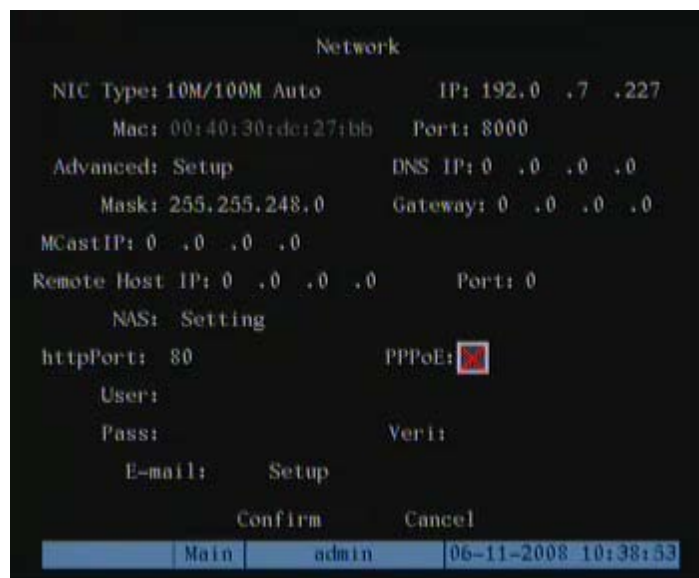 Network
NIC Type: 10M/100M Auto IP: 192.0 .7 .227
Mac: 00:40:30:dc:27:bb Port: 8000
Advanced: Setup DNS IP: 0 .0 .0 .0
Mask: 255.255.248.0 Gateway: 0 .0 .0 .0
MCastIP: 0 .0 .0 .0
Remote Host IP: 0 .0 .0 .0 Port: 0
NAS: Setting
httpPort: 80 PPPoE:
User:
Pass: Veri:
E-mail: Setup
Confirm Cancel
Main admin 06-11-2008 10:38:53